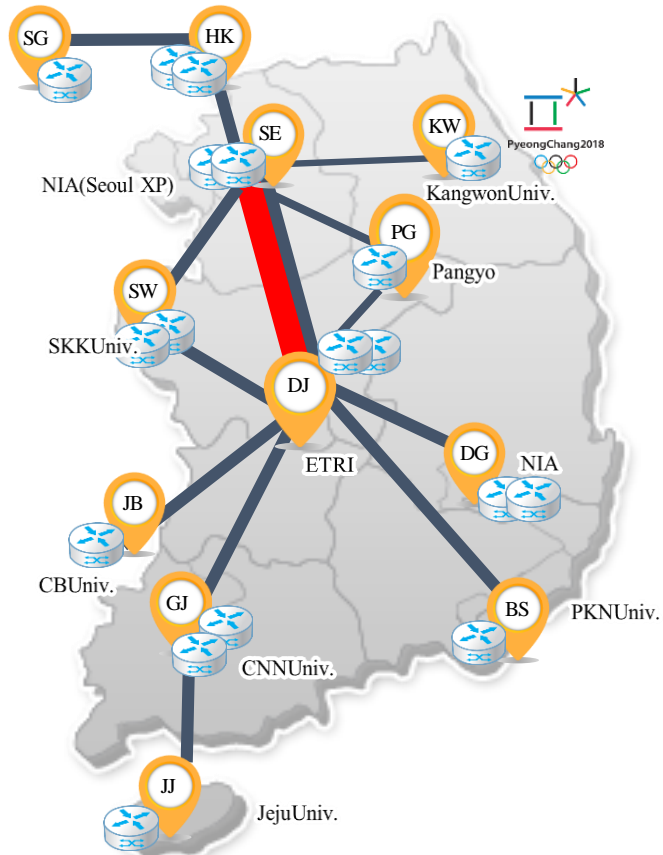 SG
HK
SE
KW
PyeongChang2018
NIA(Seoul XP)
KangwonUniv.
PG
Pangyo
SW
SKKUniv.
DJ
ETRI
DG
NIA
JB
CBUniv.
GJ
BS
PKNUniv.
CNNUniv.
JJ
JejuUniv.